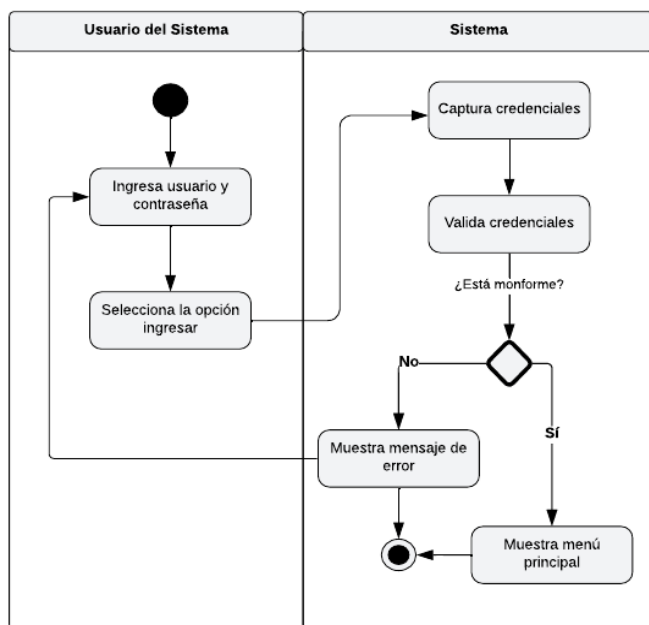 Usuario del Sistema
Sistema
Ingresa usuario y
contraseña
Selecciona la opción
ingresar
Captura credenciales
Valida credenciales
¿Está monforme?
No
Sí
Muestra mensaje de
error
Muestra menú
principal